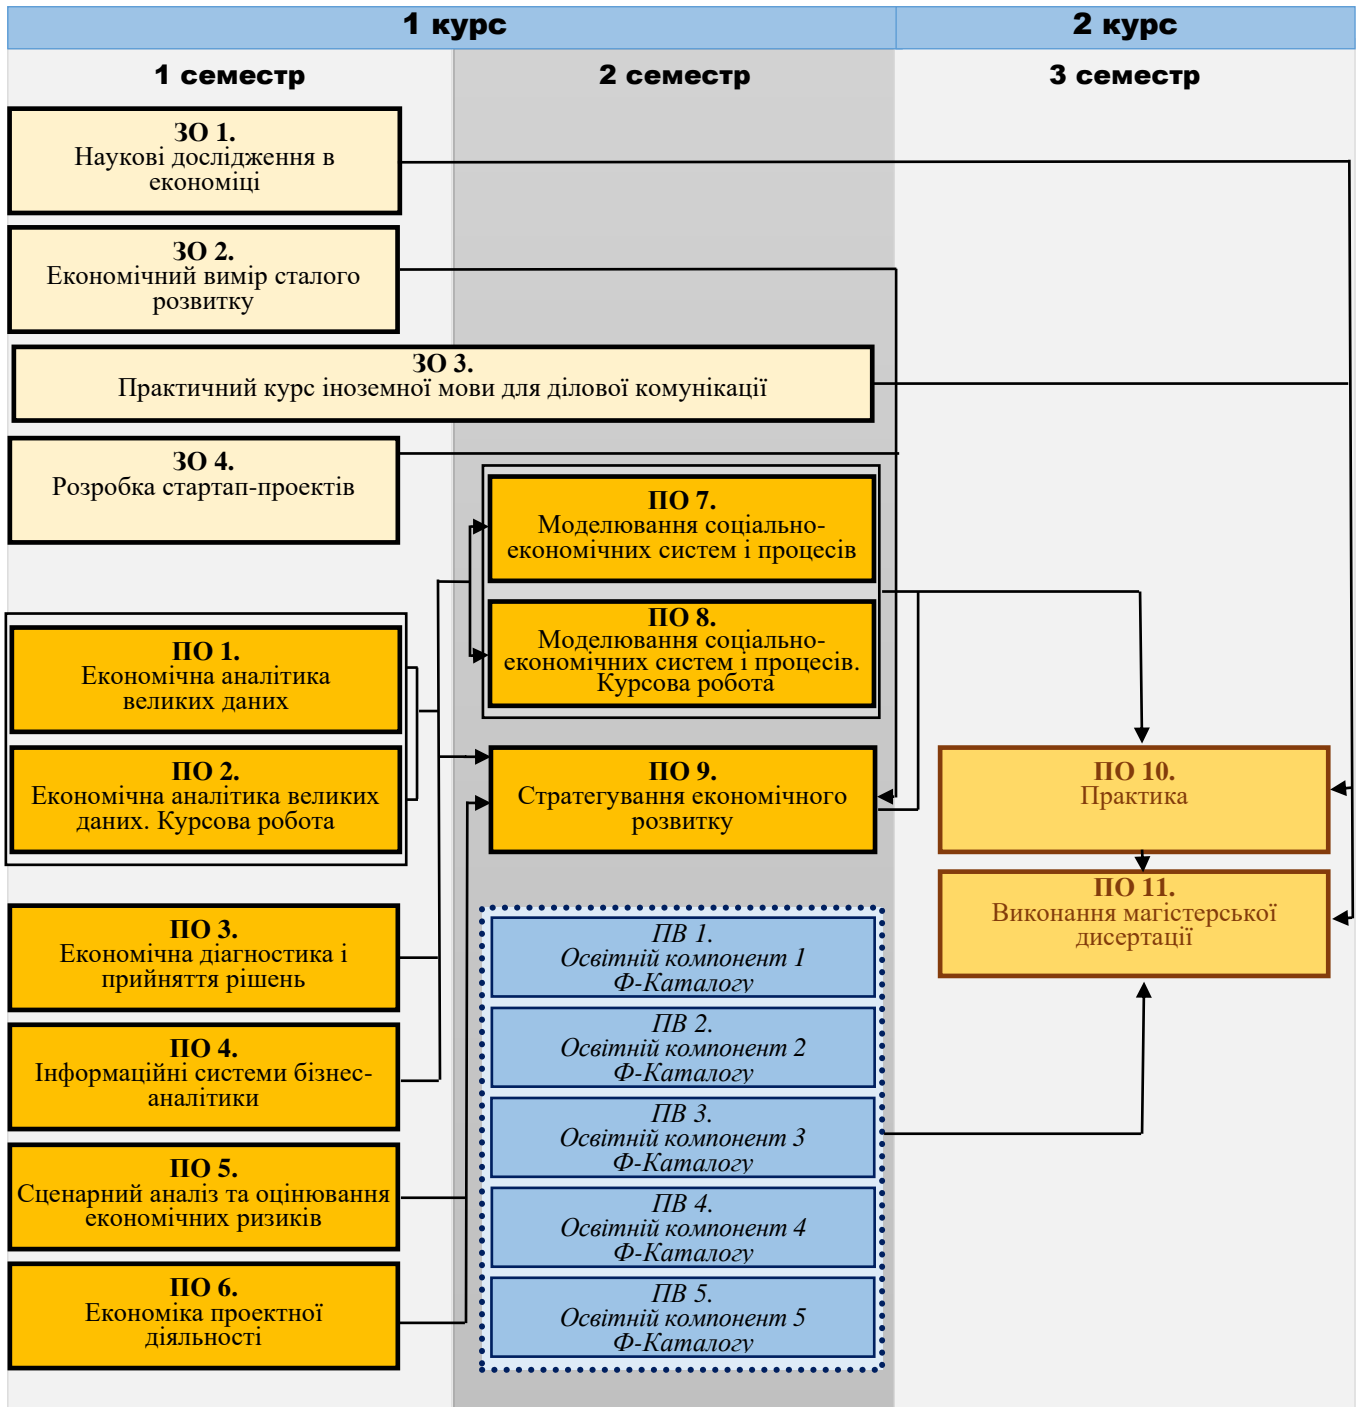 1 курс
2 курс
1 семестр
2 семестр
3 семестр
ЗО 1.
Наукові дослідження в
економіці
ЗО 2.
Економічний вимір сталого
розвитку
ЗО 3.
Практичний курс іноземної мови для ділової комунікації
ЗО 4.
Розробка стартап-проектів
ПО 1.
Економічна аналітика
великих даних
ПО 2.
Економічна аналітика великих
даних. Курсова робота
ПО 3.
Економічна діагностика і
прийняття рішень
ПО 4.
Інформаційні системи бізнес-
аналітики
ПО 5.
Сценарний аналіз та оцінювання
економічних ризиків
ПО 6.
Економіка проектної
діяльності
ПО 7.
Моделювання соціально-
економічних систем і процесів
ПО 8.
Моделювання соціально-
економічних систем і процесів.
Курсова робота
ПО 9.
Стратегування економічного
розвитку
ПВ 1.
Освітній компонент 1
Ф-Каталогу
ПВ 2.
Освітній компонент 2
Ф-Каталогу
ПВ 3.
Освітній компонент 3
Ф-Каталогу
ПВ 4.
Освітній компонент 4
Ф-Каталогу
ПВ 5.
Освітній компонент 5
Ф-Каталогу
ПО 10.
Практика
ПО 11.
Виконання магістерської
дисертації